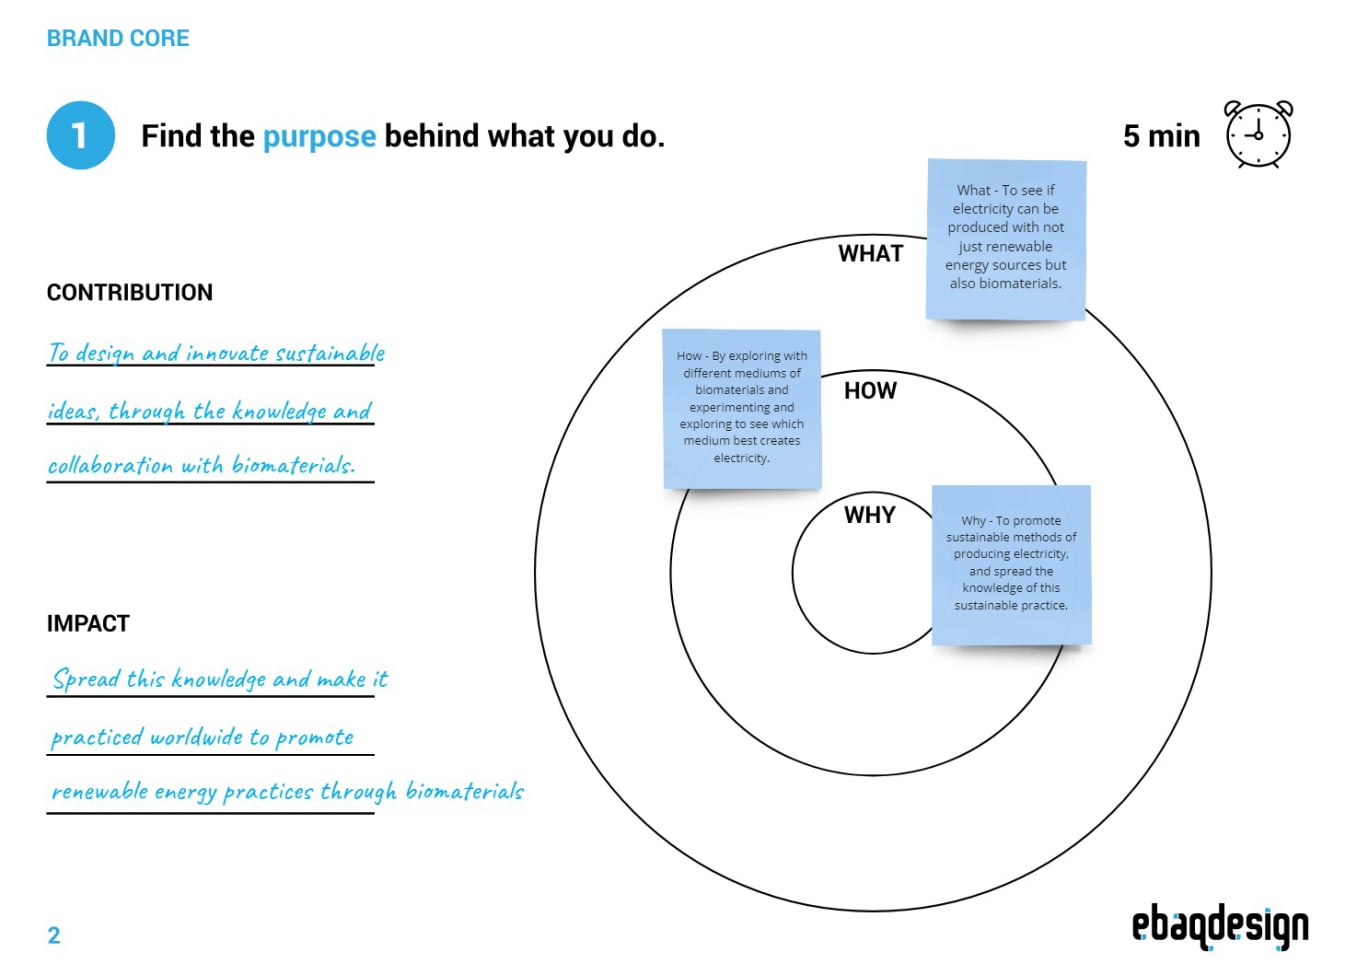 BRAND CORE
1
Find the purpose behind what you do.
5 min
What - To see if
electricity can be
produced with not
just renewable
energy sources but
also biomaterials.
WHAT
CONTRIBUTION
To design and innovate sustainable
ideas, through the knowledge and
collaboration with biomaterials.
How - By exploring with
different mediums of
biomaterials and
experimenting and
exploring to see which
medium best creates
electricity.
HOW
WHY
Why - To promote
sustainable methods of
producing electricity,
and spread the
knowledge of this
sustainable practice.
IMPACT
Spread this knowledge and make it
practiced worldwide to promote
renewable energy practices through biomaterials
2
ebaqdesign